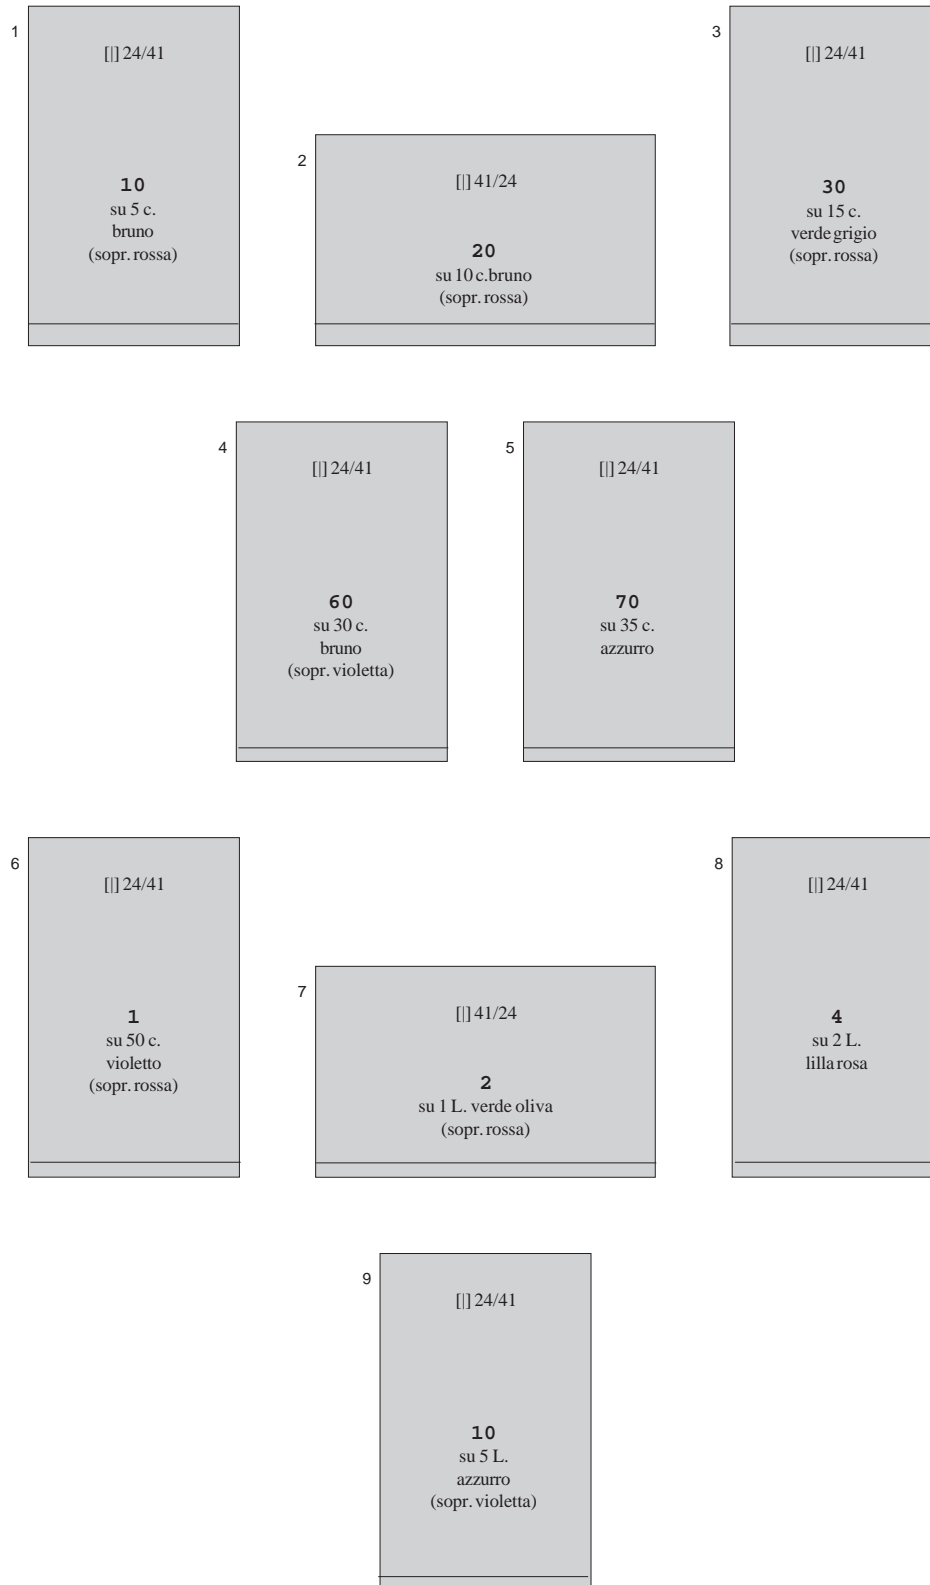 1
[|] 24/41
10
su 5 c.
bruno
(sopr. rossa)
2
[|] 41/24
20
su 10 c. bruno
(sopr. rossa)
3
[|] 24/41
30
su 15 c.
verde grigio
(sopr. rossa)
4
[|] 24/41
60
su 30 c.
bruno
(sopr. violetta)
5
[|] 24/41
70
su 35 c.
azzurro
6
[|] 24/41
1
su 50 c.
violetto
(sopr. rossa)
7
[|] 41/24
2
su 1 L. verde oliva
(sopr. rossa)
8
[|] 24/41
4
su 2 L.
lilla rosa
9
[|] 24/41
10
su 5 L.
azzurro
(sopr. violetta)